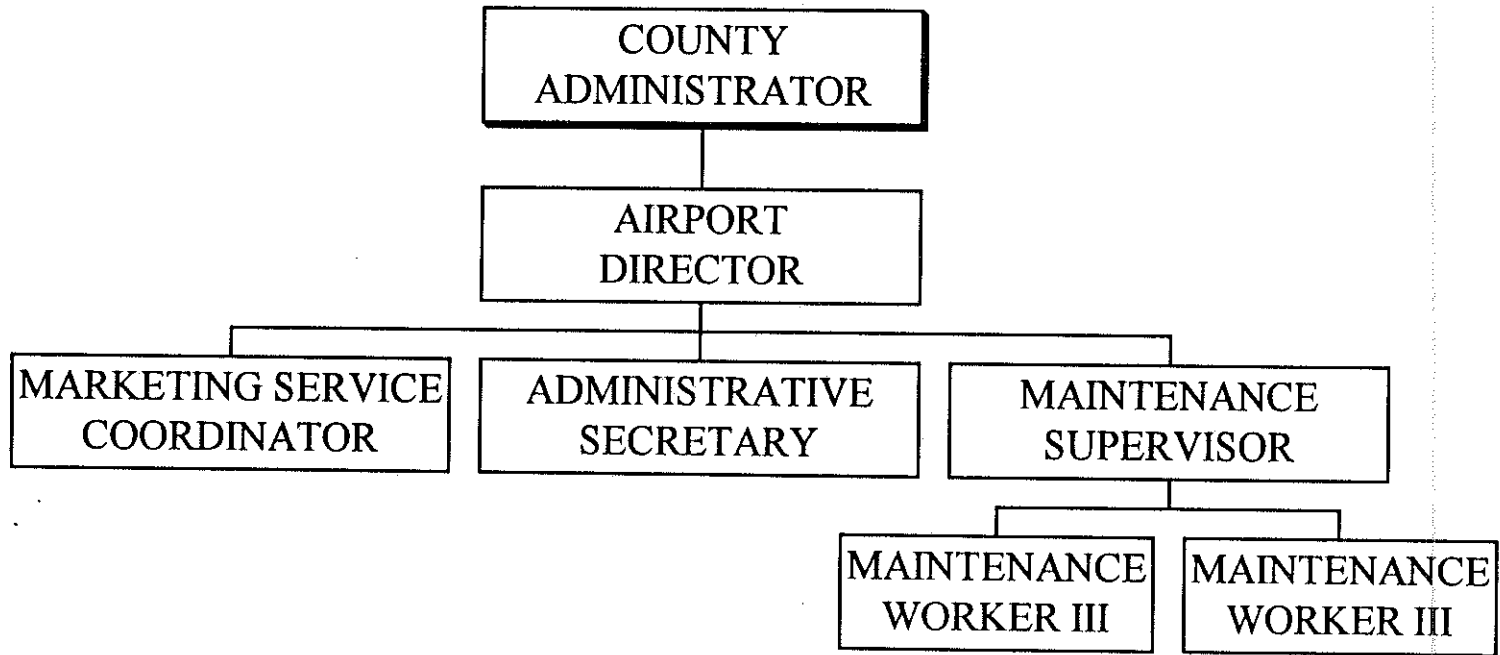 COUNTY
ADMINISTRATOR
AIRPORT
DIRECTOR
MARKETING SERVICE
COORDINATOR
ADMINISTRATIVE
SECRETARY
MAINTENANCE
SUPERVISOR
MAINTENANCE
WORKER III
MAINTENANCE
WORKER III